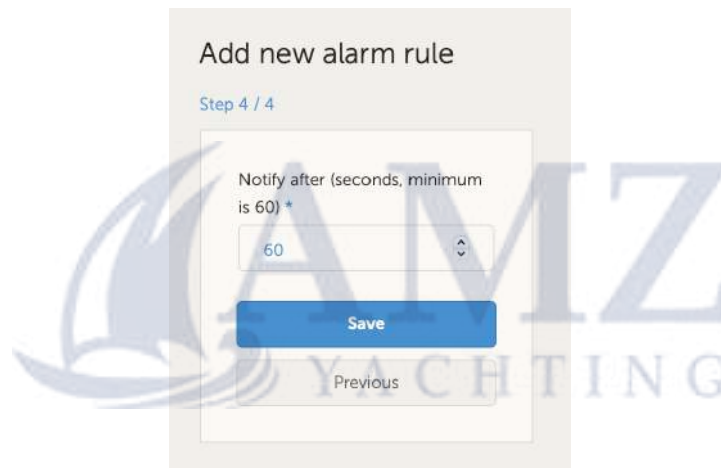 Add new alarm rule
Step 4 / 4
Notify after (seconds, minimum
is 60) *
60
Save
Previous
AMZ
YACHTING